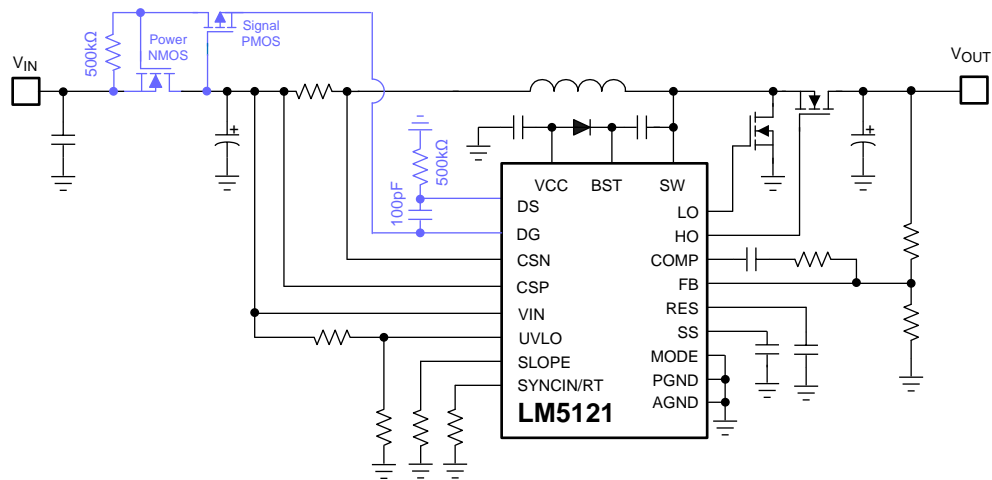 Signal
PMOS
Power
NMOS
500kΩ
VIN
VOUT
500kΩ
100pF
VCC
BST
SW
DS
DG
CSN
CSP
VIN
UVLO
SLOPE
SYNCIN/RT
LO
HO
COMP
FB
RES
SS
MODE
PGND
AGND
LM5121
+
+